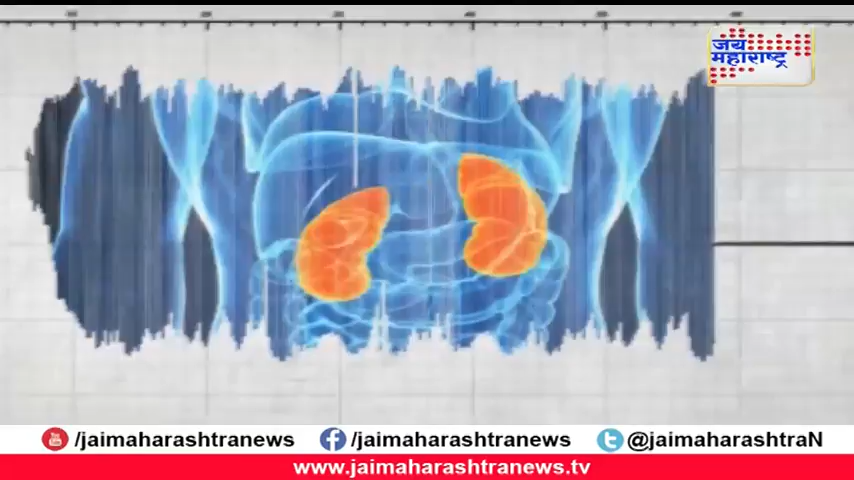 जय
महाराष्ट्र
/jaimaharashtranews /jaimaharashtranews @jaimaharashtraN
www.jaimaharashtranews.tv